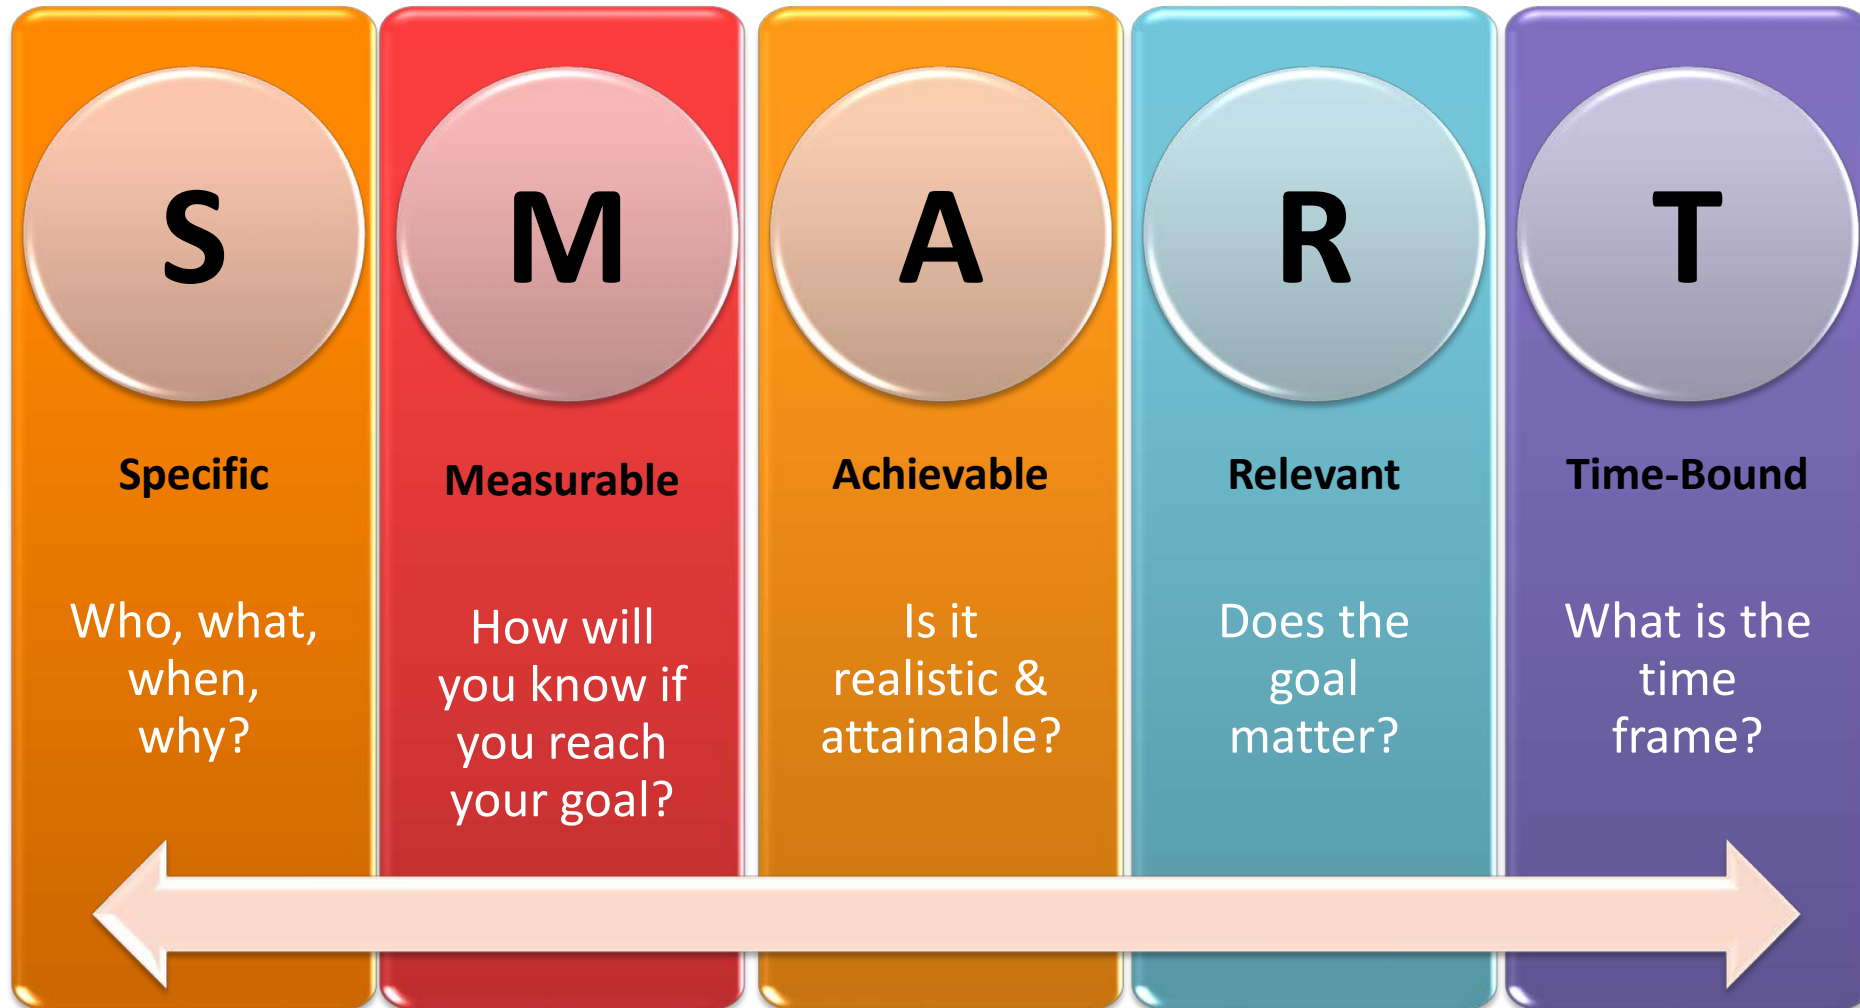 S
Specific
Who, what,
when,
why?
M
Measurable
How will
you know if
you reach
your goal?
A
Achievable
Is it
realistic &
attainable?
R
Relevant
Does the
goal
matter?
T
Time-Bound
What is the
time
frame?